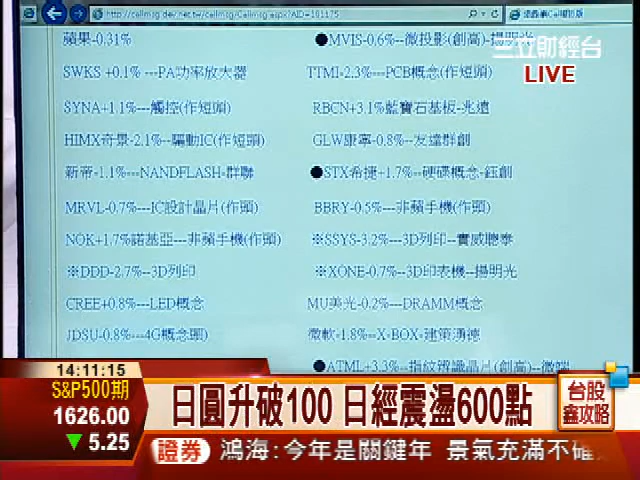 http://cellmsg.dev.net.tw/cellmsg/Cellmsg.aspx?AID=101175
蘋果-0.31%
●MVIS-0.6%--微投影(創高)-揚明光
三立財經台
LIVE
SWKS +0.1% ---PA功率放大器
TTMI-2.3%---PCB概念(作短頭)
SYNA+1.1%---觸控(作短頭)
RBCN+3.1%藍寶石基板-兆遠
HIMX奇景-2.1%--驅動IC(作短頭)
GLW康寧-0.8%--友達群創
新帝-1.1%---NANDFLASH-群聯
●STX希捷+1.7%--硬碟概念-鈺創
MRVL-0.7%---IC設計晶片(作頭)
BBRY-0.5%---非蘋手機(作頭)
NOK+1.7%諾基亞---非蘋手機(作頭)
※SSYS-3.2%---3D列印--實威聰泰
※DDD-2.7%--3D列印
※XONE-0.7%--3D印表機--揚明光
CREE+0.8%--LED概念
MU美光-0.2%---DRAMM概念
JDSU-0.8%--4G概念頭)
微軟-1.8%--X-BOX-建策湧德
●ATML+3.3%--指紋辨識晶片(創高)--微端
14:11:15
S&P500期
1626.00
▼5.25
日圓升破100 日經震盪600點
台股
鑫攻略
證券
鴻海:今年是關鍵年 景氣充滿不確